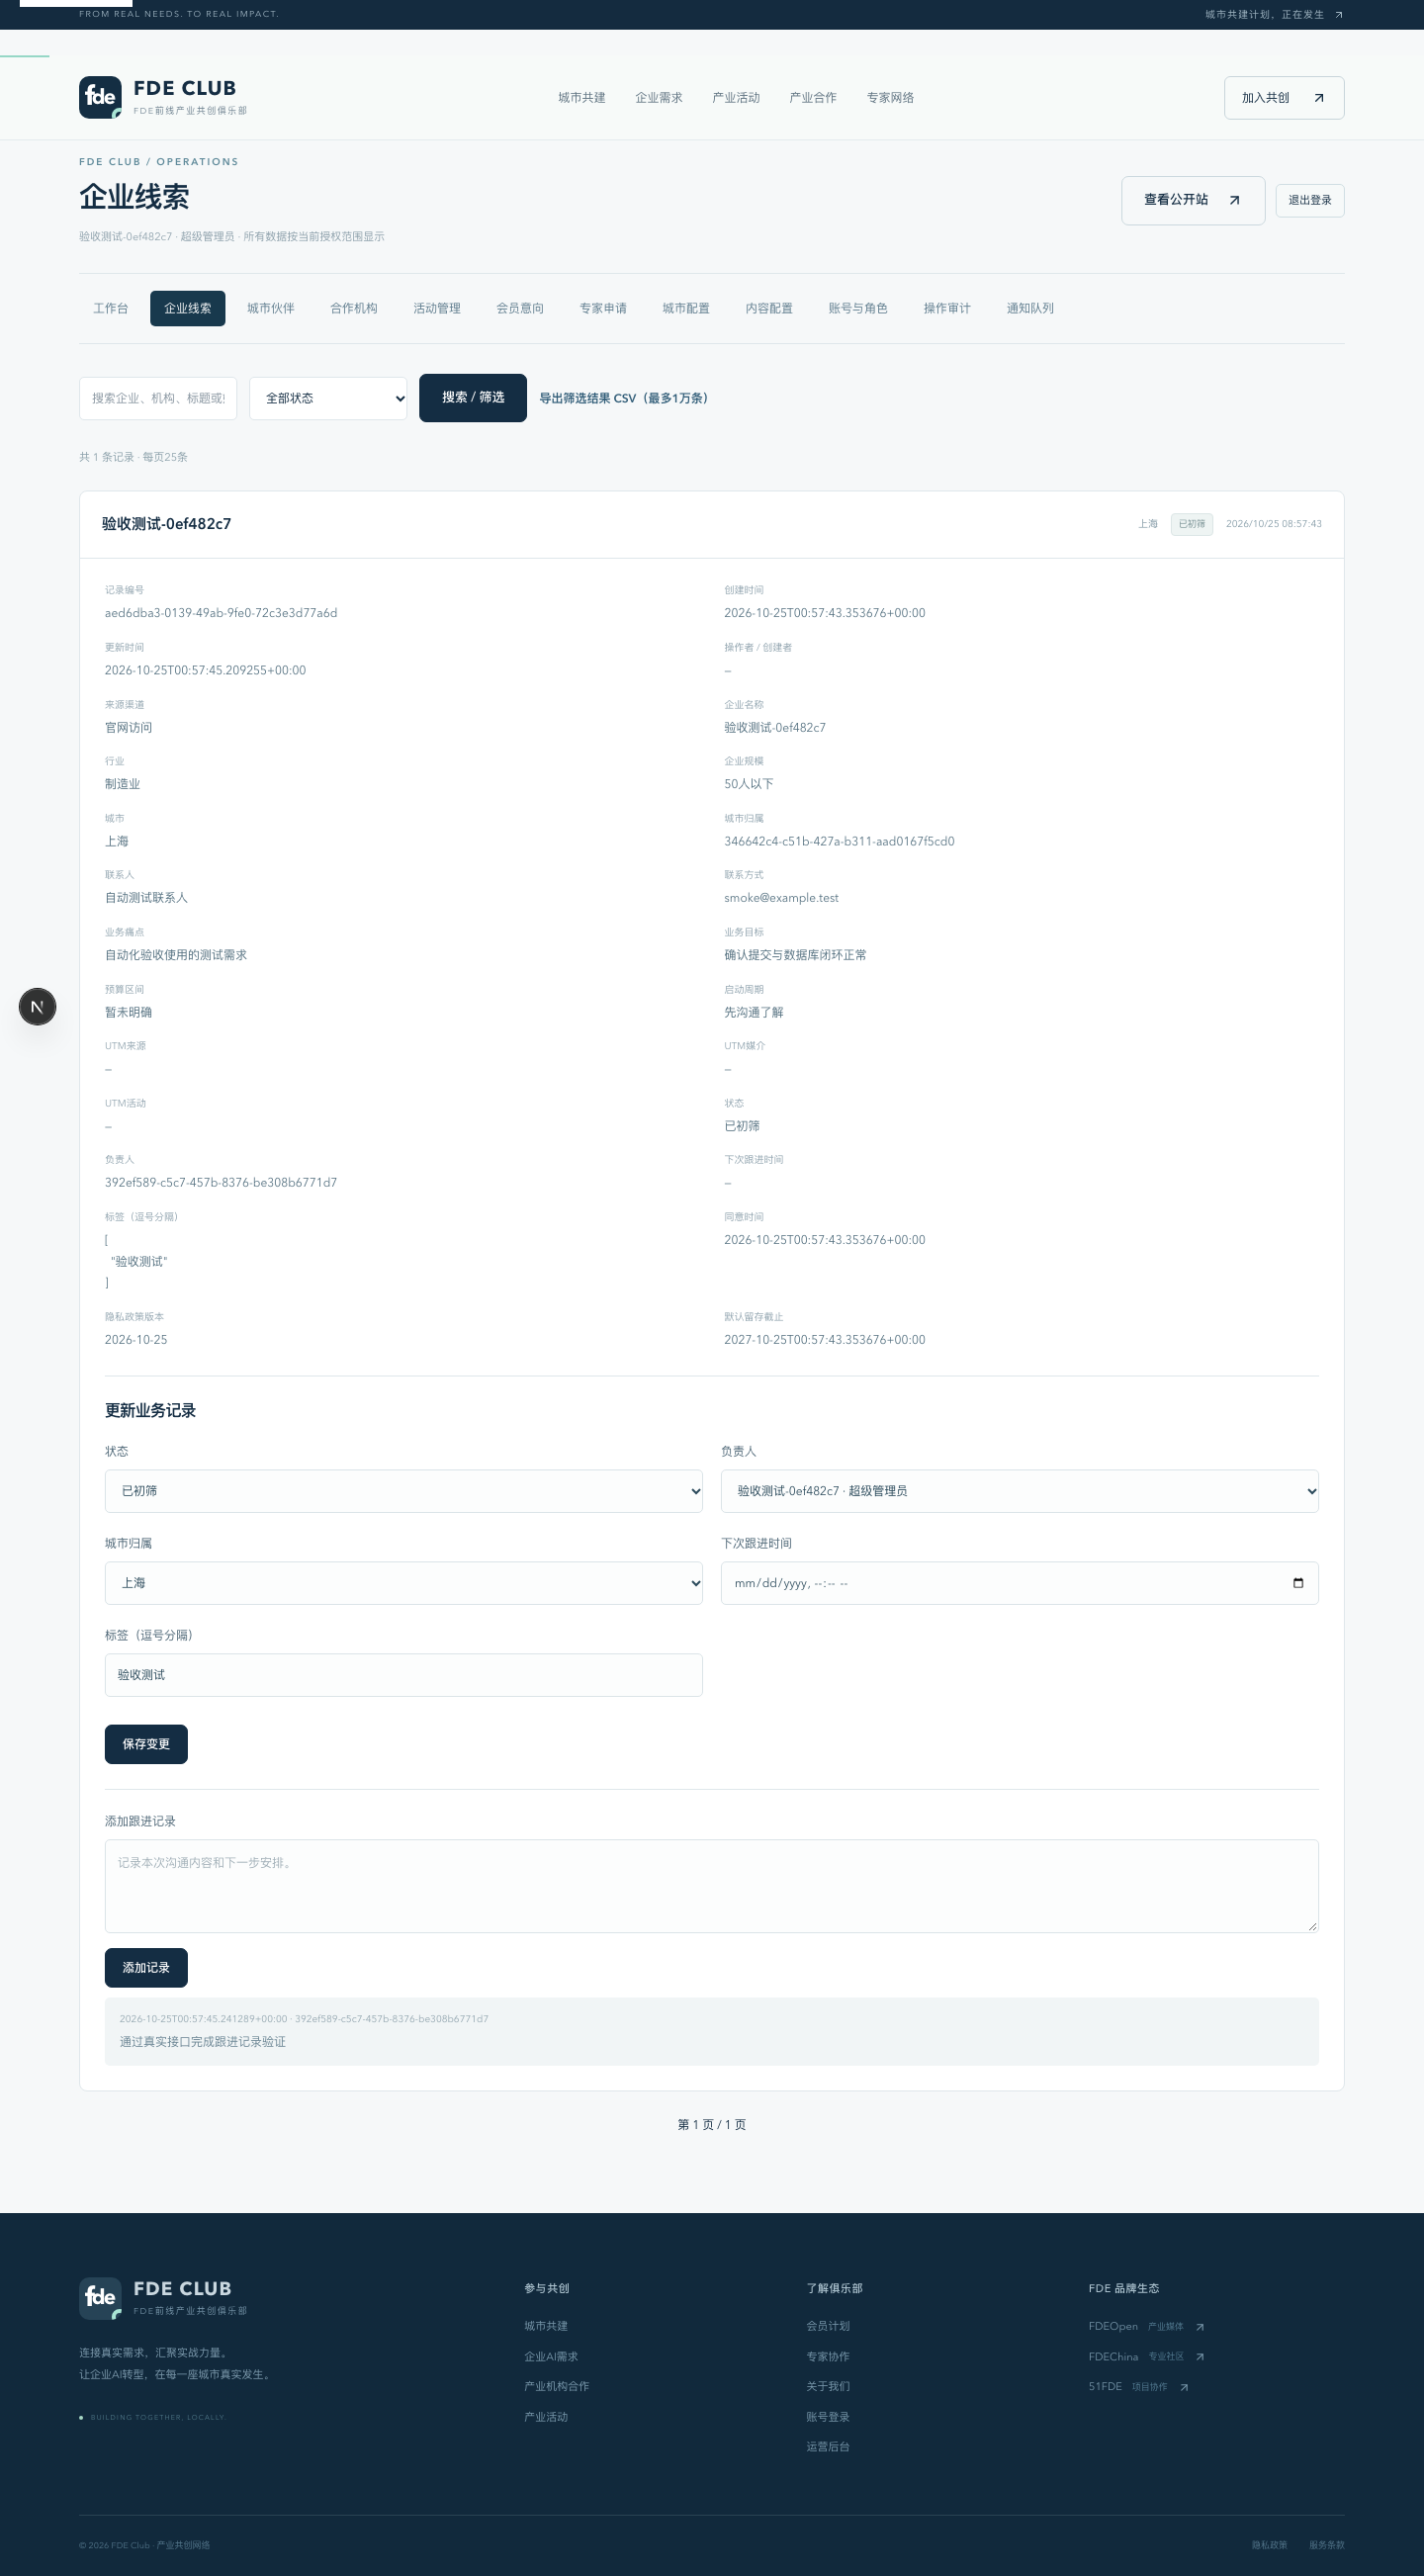 FROM REAL NEEDS. TO REAL IMPACT.
城市共建计划，正在发生
fde
FDE CLUB
FDE前线产业共创俱乐部
城市共建
企业需求
产业活动
产业合作
专家网络
加入共创
FDE CLUB / OPERATIONS
企业线索
验收测试-0ef482c7 · 超级管理员 · 所有数据按当前授权范围显示
查看公开站
退出登录
工作台
企业线索
城市伙伴
合作机构
活动管理
会员意向
专家申请
城市配置
内容配置
账号与角色
操作审计
通知队列
搜索企业、机构、标题或
全部状态
搜索 / 筛选
导出筛选结果 CSV（最多1万条）
共 1 条记录 · 每页25条
验收测试-0ef482c7
上海
已初筛
2026/10/25 08:57:43
记录编号
aed6dba3-0139-49ab-9fe0-72c3e3d77a6d
创建时间
2026-10-25T00:57:43.353676+00:00
更新时间
2026-10-25T00:57:45.209255+00:00
操作者 / 创建者
—
来源渠道
官网访问
企业名称
验收测试-0ef482c7
行业
制造业
企业规模
50人以下
城市
上海
城市归属
346642c4-c51b-427a-b311-aad0167f5cd0
联系人
自动测试联系人
联系方式
smoke@example.test
业务痛点
自动化验收使用的测试需求
业务目标
确认提交与数据库闭环正常
预算区间
暂未明确
启动周期
先沟通了解
UTM来源
—
UTM媒介
—
UTM活动
—
状态
已初筛
负责人
392ef589-c5c7-457b-8376-be308b6771d7
下次跟进时间
—
标签（逗号分隔）
[
"验收测试"
]
同意时间
2026-10-25T00:57:43.353676+00:00
隐私政策版本
2026-10-25
默认留存截止
2027-10-25T00:57:43.353676+00:00
更新业务记录
状态
已初筛
负责人
验收测试-0ef482c7 · 超级管理员
城市归属
上海
下次跟进时间
mm/dd/yyyy, --:-- --
标签（逗号分隔）
验收测试
保存变更
添加跟进记录
记录本次沟通内容和下一步安排。
添加记录
2026-10-25T00:57:45.241289+00:00 · 392ef589-c5c7-457b-8376-be308b6771d7
通过真实接口完成跟进记录验证
第 1 页 / 1 页
fde
FDE CLUB
FDE前线产业共创俱乐部
连接真实需求，汇聚实战力量。
让企业AI转型，在每一座城市真实发生。
BUILDING TOGETHER, LOCALLY.
参与共创
城市共建
企业AI需求
产业机构合作
产业活动
了解俱乐部
会员计划
专家协作
关于我们
账号登录
运营后台
FDE 品牌生态
FDEOpen 产业媒体
FDEChina 专业社区
51FDE 项目协作
© 2026 FDE Club · 产业共创网络
隐私政策
服务条款